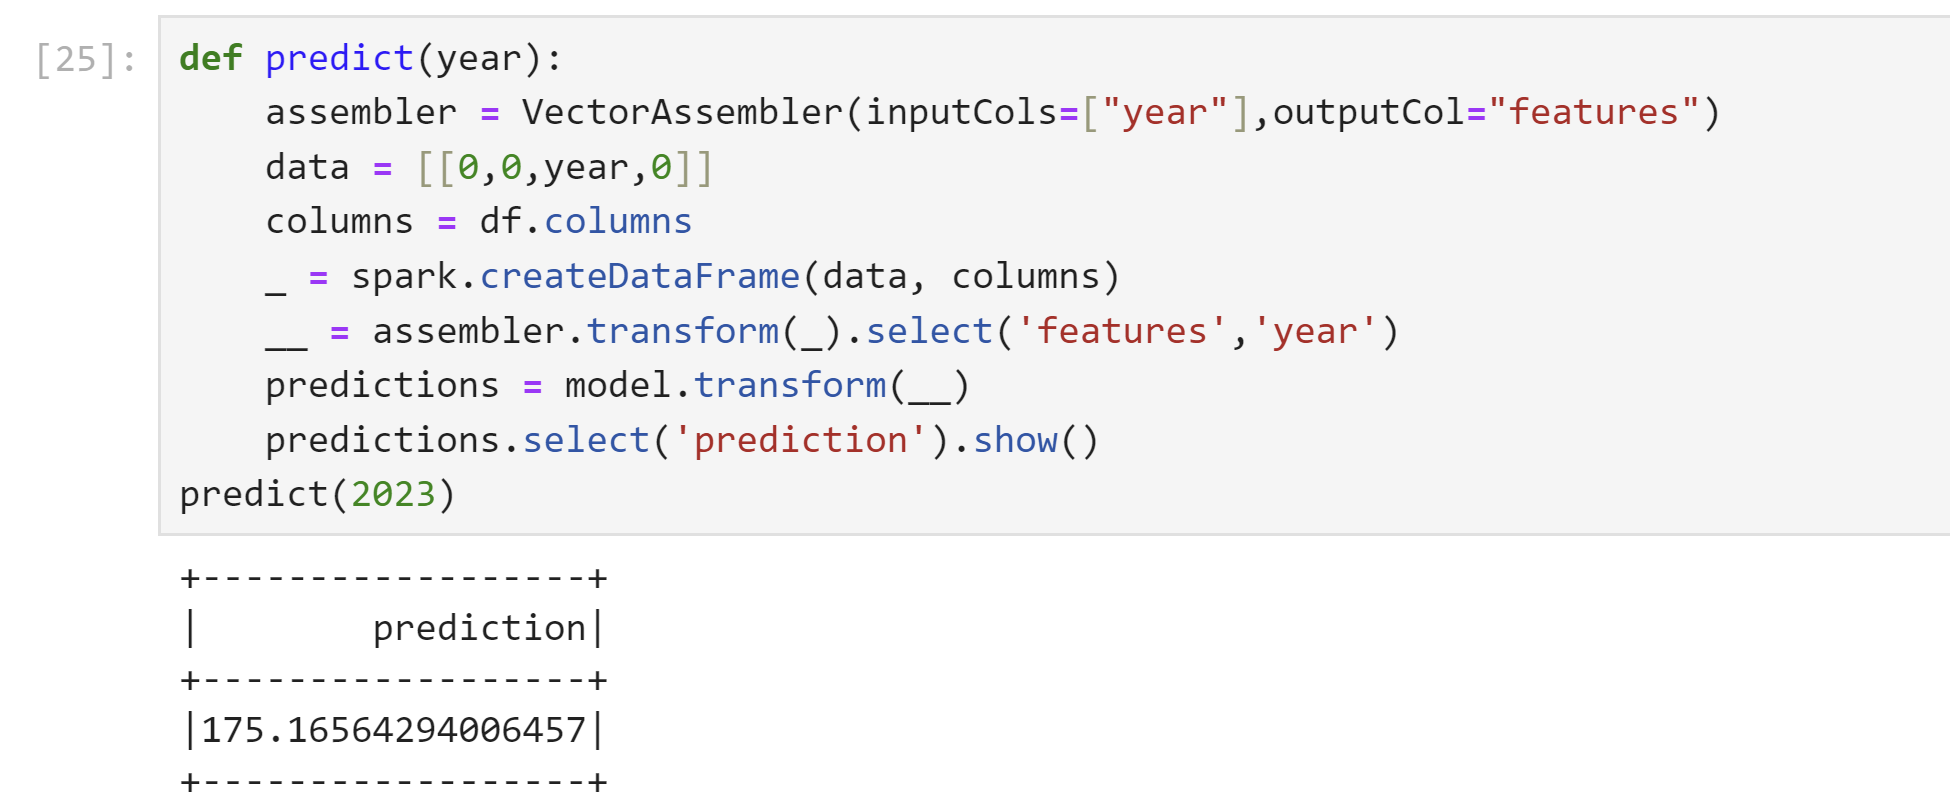 [25]: def predict(year):
    assembler = VectorAssembler(inputCols=["year"],outputCol="features")
    data = [[0,0,year,0]]
    columns = df.columns
    _ = spark.createDataFrame(data, columns)
    __ = assembler.transform(_).select('features','year')
    predictions = model.transform(__)
    predictions.select('prediction').show()
predict(2023)
+------------------+
|        prediction|
+------------------+
|175.16564294006457|
+------------------+